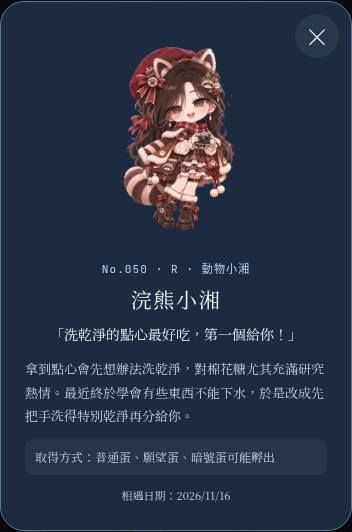 No.050 · R · 動物小湘
浣熊小湘
「洗乾淨的點心最好吃，第一個給你！」
拿到點心會先想辦法洗乾淨，對棉花糖尤其充滿研究
熱情。最近終於學會有些東西不能下水，於是改成先
把手洗得特別乾淨再分給你。
取得方式：普通蛋、願望蛋、暗號蛋可能孵出
相遇日期：2026/11/16